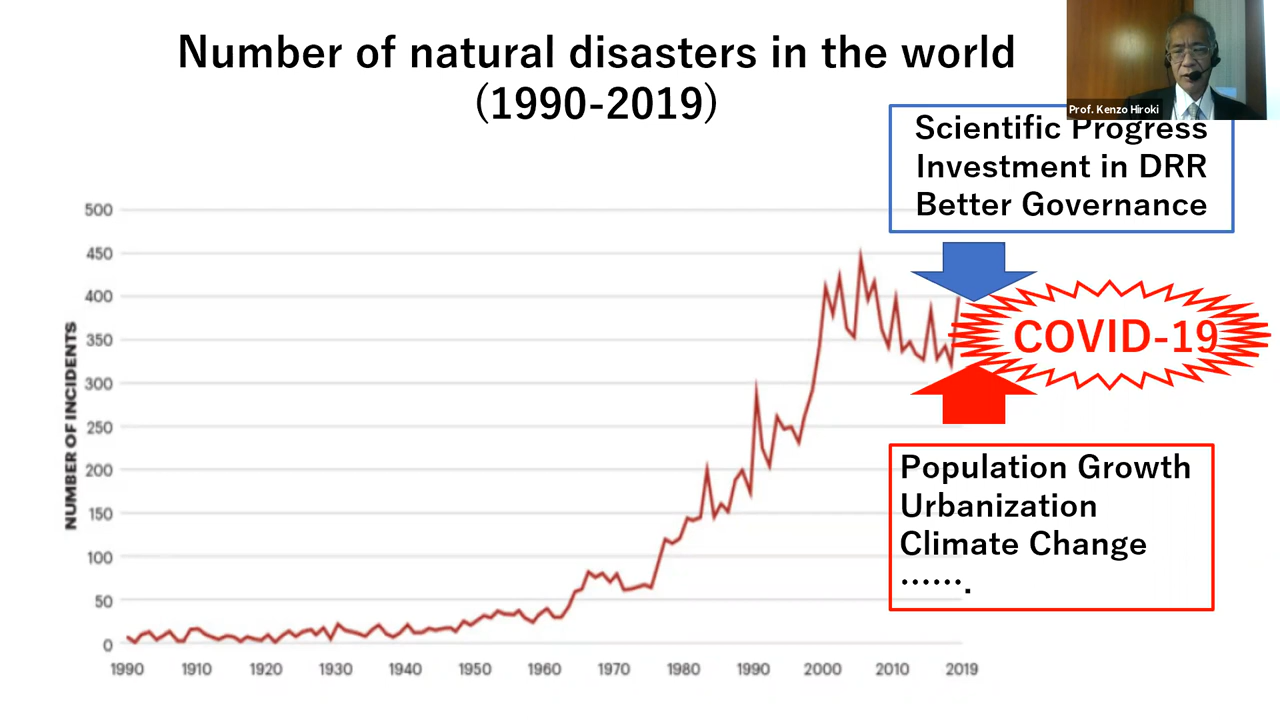 Number of natural disasters in the world
(1990-2019)
Prof. Kenzo Hiroki
Scientific Progress
Investment in DRR
Better Governance
500
450
400
350
300
250
200
150
100
50
0
NUMBER OF INCIDENTS
COVID-19
Population Growth
Urbanization
Climate Change
…….
1990 1910 1920 1930 1940 1950 1960 1970 1980 1990 2000 2010 2019